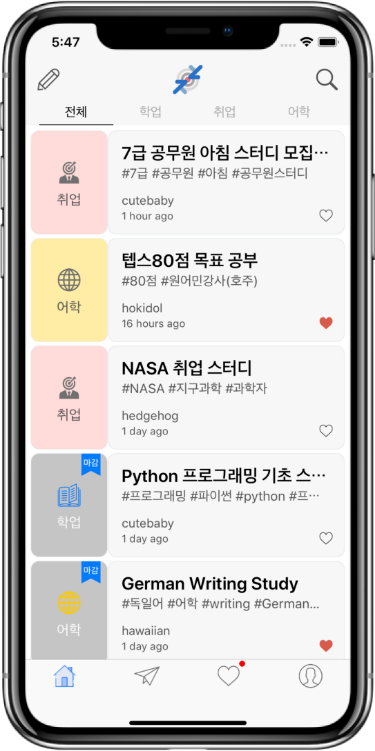 5:47
전체 학업 취업 어학
취업
7급 공무원 아침 스터디 모집…
#7급 #공무원 #아침 #공무원스터디
cutebaby
1 hour ago
어학
텝스80점 목표 공부
#80점 #원어민강사(호주)
hokidol
16 hours ago
취업
NASA 취업 스터디
#NASA #지구과학 #과학자
hedgehog
1 day ago
마감
학업
Python 프로그래밍 기초 스…
#프로그래밍 #파이썬 #python #프…
cutebaby
1 day ago
마감
어학
German Writing Study
#독일어 #어학 #writing #German...
hawaiian
1 day ago